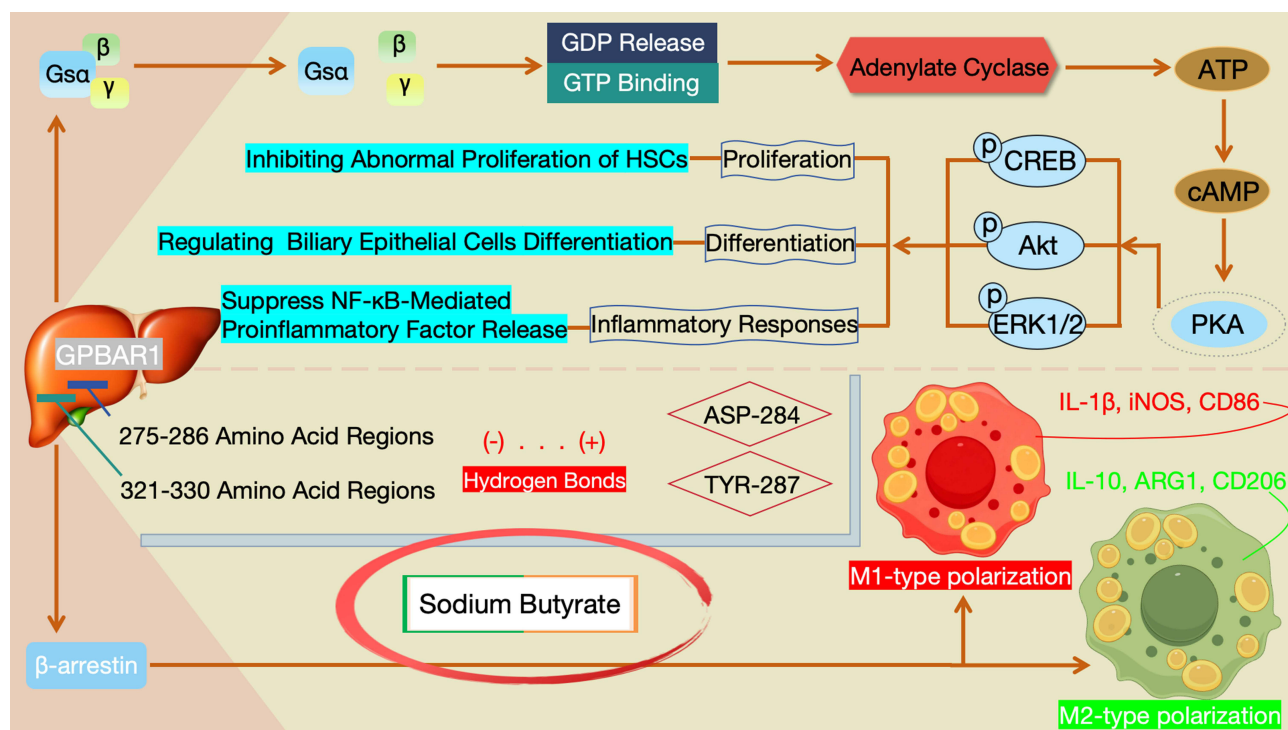 Gsα
β
γ
Gsα
β
γ
GDP Release
GTP Binding
Adenylate Cyclase
ATP
Inhibiting Abnormal Proliferation of HSCs
Proliferation
p
CREB
cAMP
Regulating Biliary Epithelial Cells Differentiation
Differentiation
p
Akt
Suppress NF-κB-Mediated
Proinflammatory Factor Release
Inflammatory Responses
p
ERK1/2
PKA
GPBAR1
275-286 Amino Acid Regions
321-330 Amino Acid Regions
(-) . . . (+)
Hydrogen Bonds
ASP-284
TYR-287
IL-1β, iNOS, CD86
IL-10, ARG1, CD206
M1-type polarization
Sodium Butyrate
β-arrestin
M2-type polarization